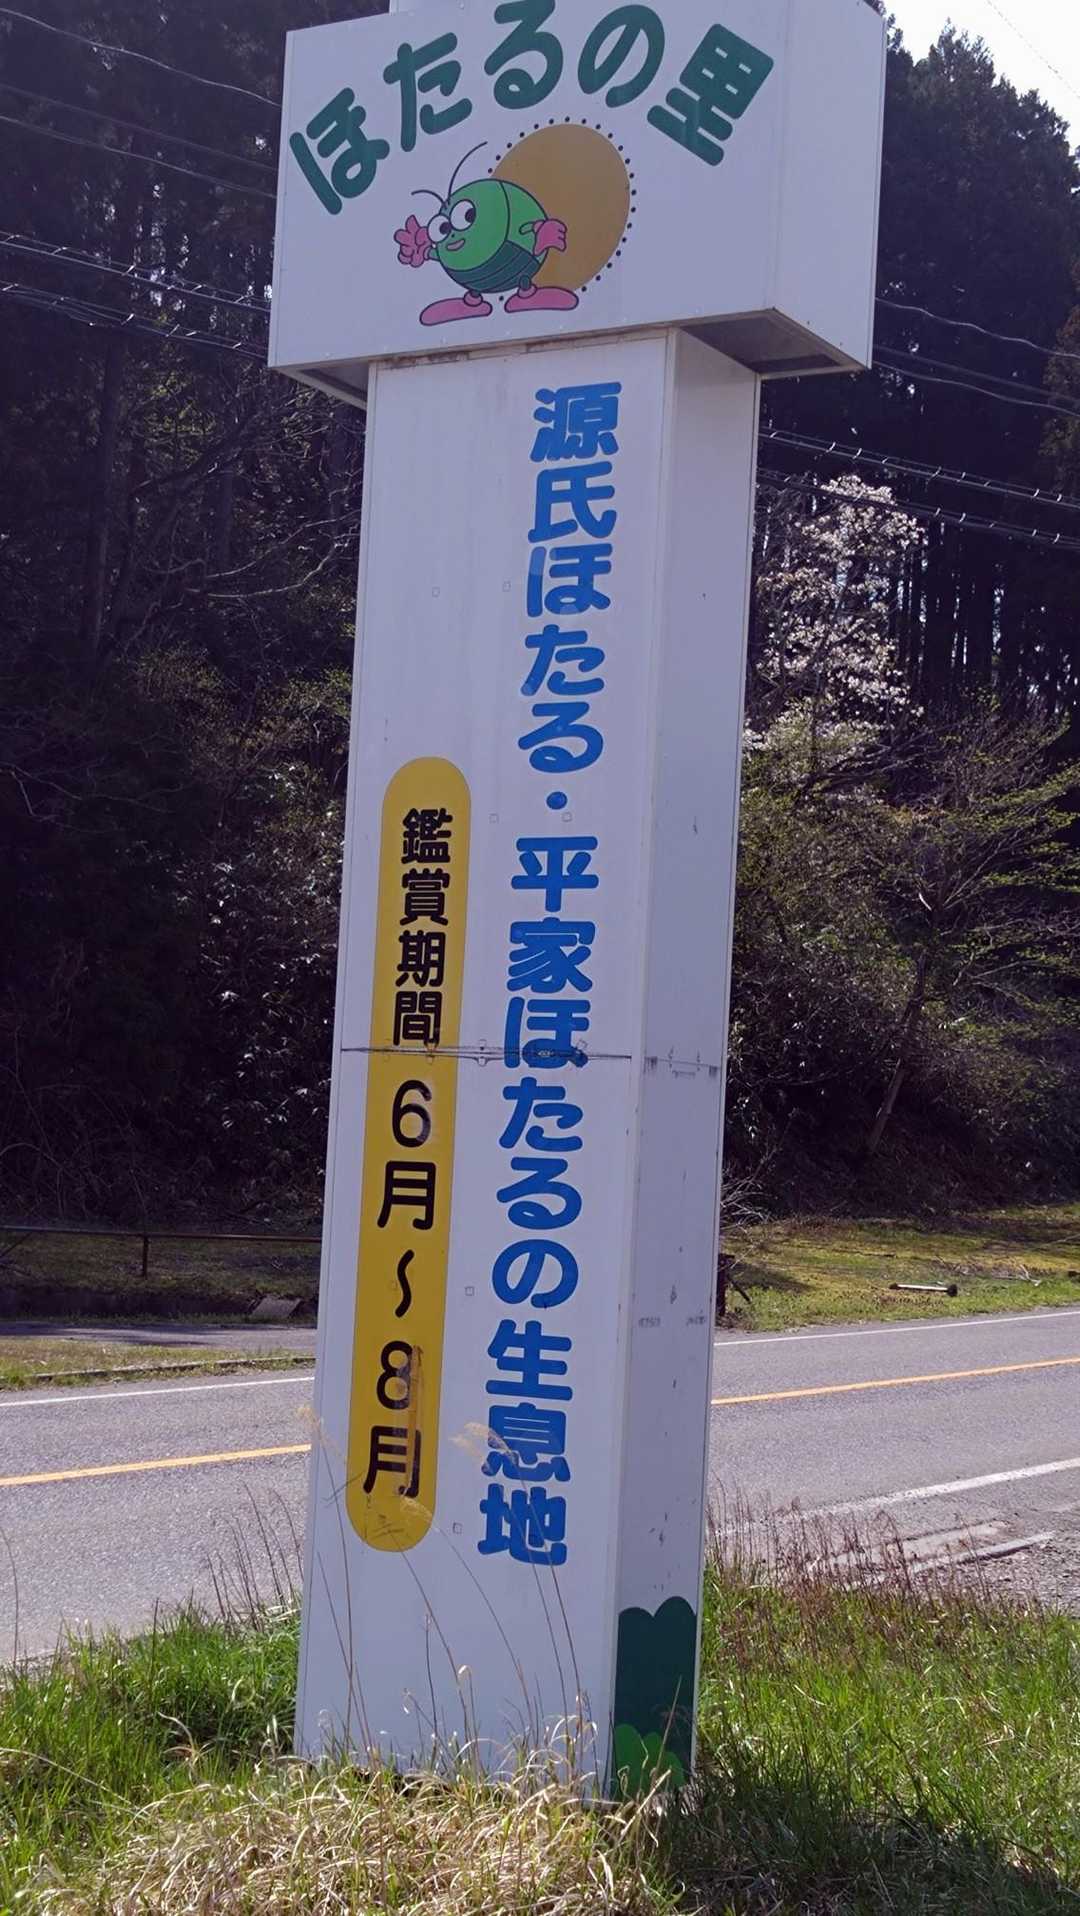 ほたるの里
源氏ほたる・平家ほたるの生息地
鑑賞期間 6月〜8月